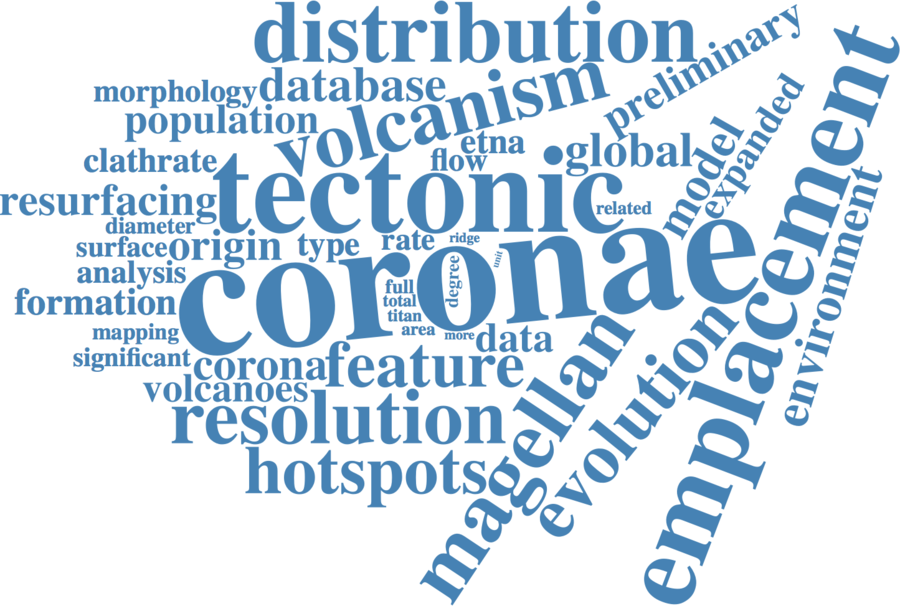 distribution
preliminary
morphology
database
population
volcanism
emplacement
etna
clathrate
flow
global
model
expanded
tectonic
resurfacing
related
diameter
surface
origin
type
rate
ridge
unit
environment
analysis
coronae
full
degree
formation
total
titan
area
mapping
more
data
significant
corona
feature
magellan
evolution
volcanoes
resolution
hotspots